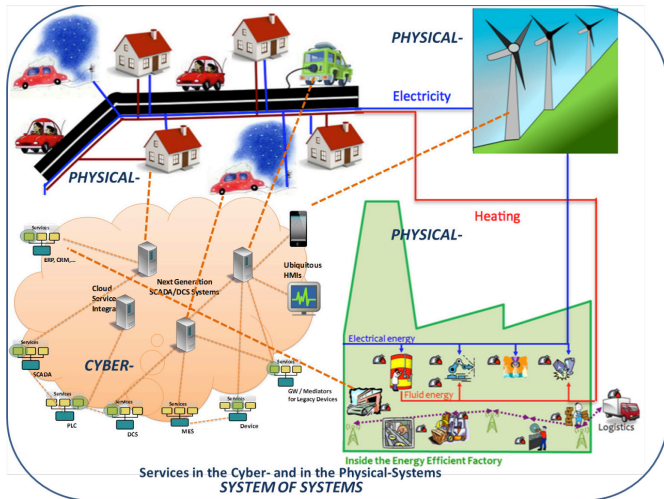 PHYSICAL-
Electricity
PHYSICAL-
Heating
PHYSICAL-
Services
ERP, CRM,...
Cloud
Service
Integra
Next Generation
SCADA/DCS Systems
Ubiquitous
HMIs
CYBER-
Services
SCADA
Services
PLC
Services
DCS
Services
MES
Services
Device
Services
GW / Mediators
for Legacy Devices
Electrical energy
Fluid energy
Logistics
Inside the Energy Efficient Factory
Services in the Cyber- and in the Physical-Systems
SYSTEM OF SYSTEMS